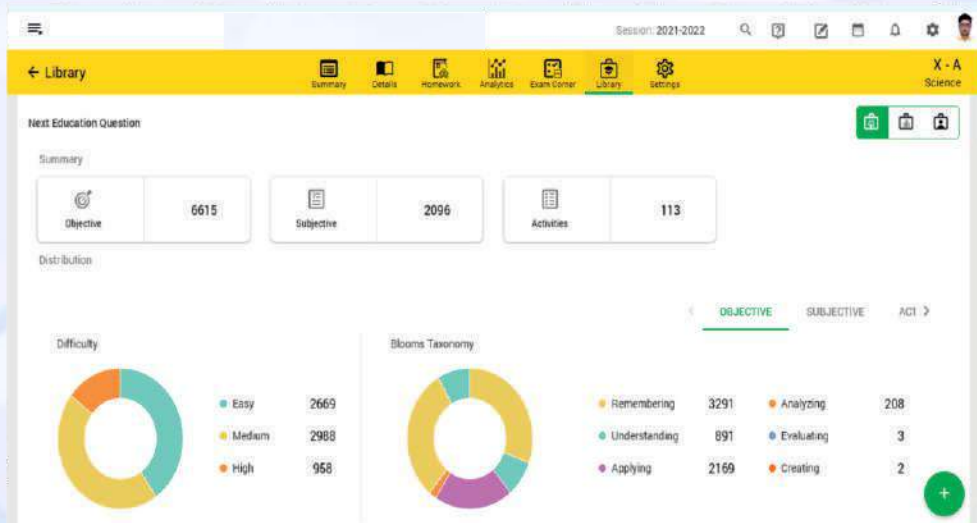 Session: 2021-2022
← Library
Summary
Details
Homework
Analytics
Exam Corner
Library
Settings
X - A
Science
Next Education Question
Summary
Objective
6615
Subjective
2096
Activities
113
Distribution
OBJECTIVE
SUBJECTIVE
ACT
Difficulty
Easy 2669
Medium 2988
High 958
Blooms Taxonomy
Remembering 3291
Understanding 891
Applying 2169
Analyzing 208
Evaluating 3
Creating 2